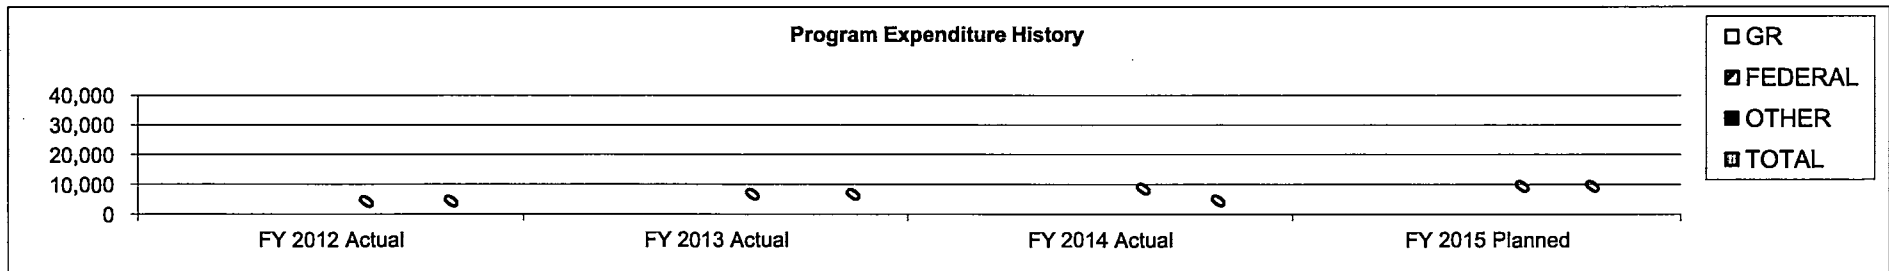 Program Expenditure History
GR
FEDERAL
OTHER
TOTAL
40,000
30,000
20,000
10,000
0
0 0 0 0 0 0 0 0
FY 2012 Actual FY 2013 Actual FY 2014 Actual FY 2015 Planned